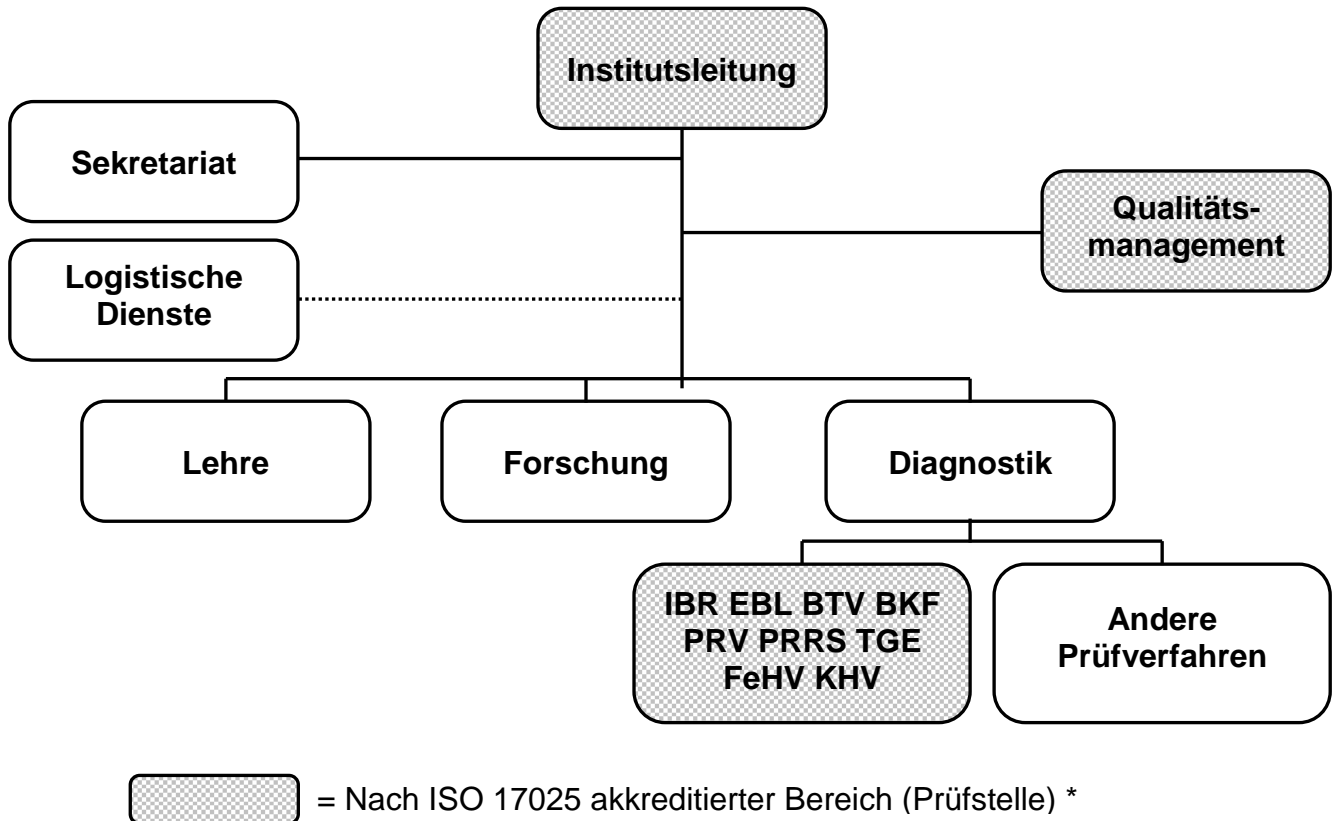 Institutsleitung
Sekretariat
Qualitäts-
management
Logistische
Dienste
Lehre
Forschung
Diagnostik
IBR EBL BTV BKF
PRV PRRS TGE
FeHV KHV
Andere
Prüfverfahren
= Nach ISO 17025 akkreditierter Bereich (Prüfstelle) *